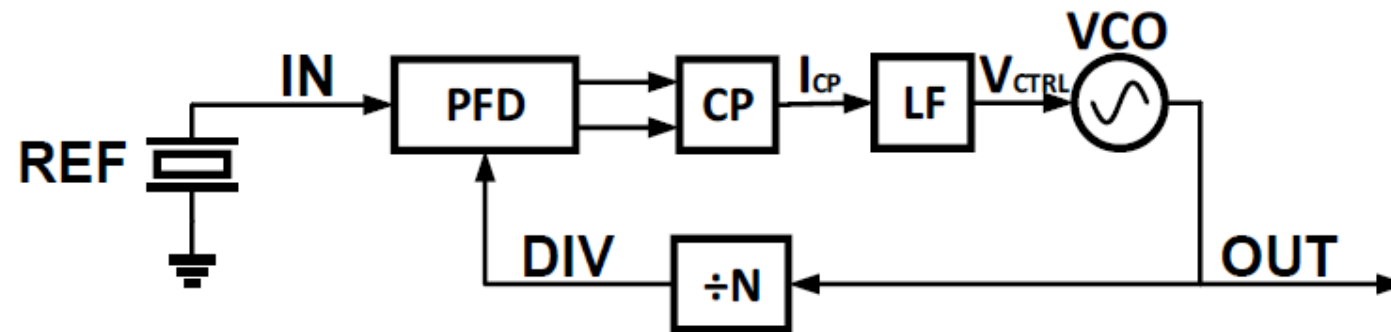 VCO
IN
PFD
CP
ICP
LF
VCTRL
REF
DIV
÷N
OUT